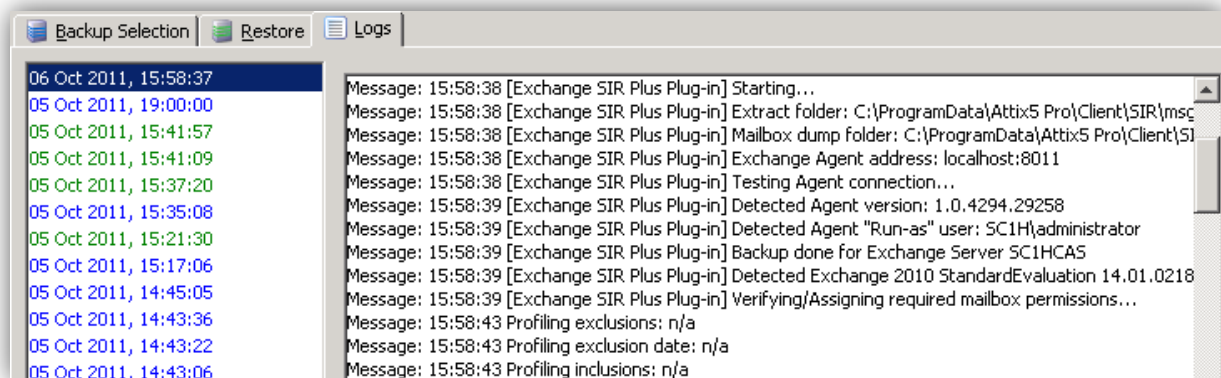 Backup Selection Restore Logs
06 Oct 2011, 15:58:37
05 Oct 2011, 19:00:00
05 Oct 2011, 15:41:57
05 Oct 2011, 15:41:09
05 Oct 2011, 15:37:20
05 Oct 2011, 15:35:08
05 Oct 2011, 15:21:30
05 Oct 2011, 15:17:06
05 Oct 2011, 14:45:05
05 Oct 2011, 14:43:36
05 Oct 2011, 14:43:22
05 Oct 2011, 14:43:06
Message: 15:58:38 [Exchange SIR Plus Plug-in] Starting...
Message: 15:58:38 [Exchange SIR Plus Plug-in] Extract folder: C:\ProgramData\Attix5 Pro\Client\SIR\msg
Message: 15:58:38 [Exchange SIR Plus Plug-in] Mailbox dump folder: C:\ProgramData\Attix5 Pro\Client\SI
Message: 15:58:38 [Exchange SIR Plus Plug-in] Exchange Agent address: localhost:8011
Message: 15:58:38 [Exchange SIR Plus Plug-in] Testing Agent connection...
Message: 15:58:39 [Exchange SIR Plus Plug-in] Detected Agent version: 1.0.4294.29258
Message: 15:58:39 [Exchange SIR Plus Plug-in] Detected Agent "Run-as" user: SC1H\administrator
Message: 15:58:39 [Exchange SIR Plus Plug-in] Backup done for Exchange Server SC1HCAS
Message: 15:58:39 [Exchange SIR Plus Plug-in] Detected Exchange 2010 StandardEvaluation 14.01.0218
Message: 15:58:39 [Exchange SIR Plus Plug-in] Verifying/Assigning required mailbox permissions...
Message: 15:58:43 Profiling exclusions: n/a
Message: 15:58:43 Profiling exclusion date: n/a
Message: 15:58:43 Profiling inclusions: n/a